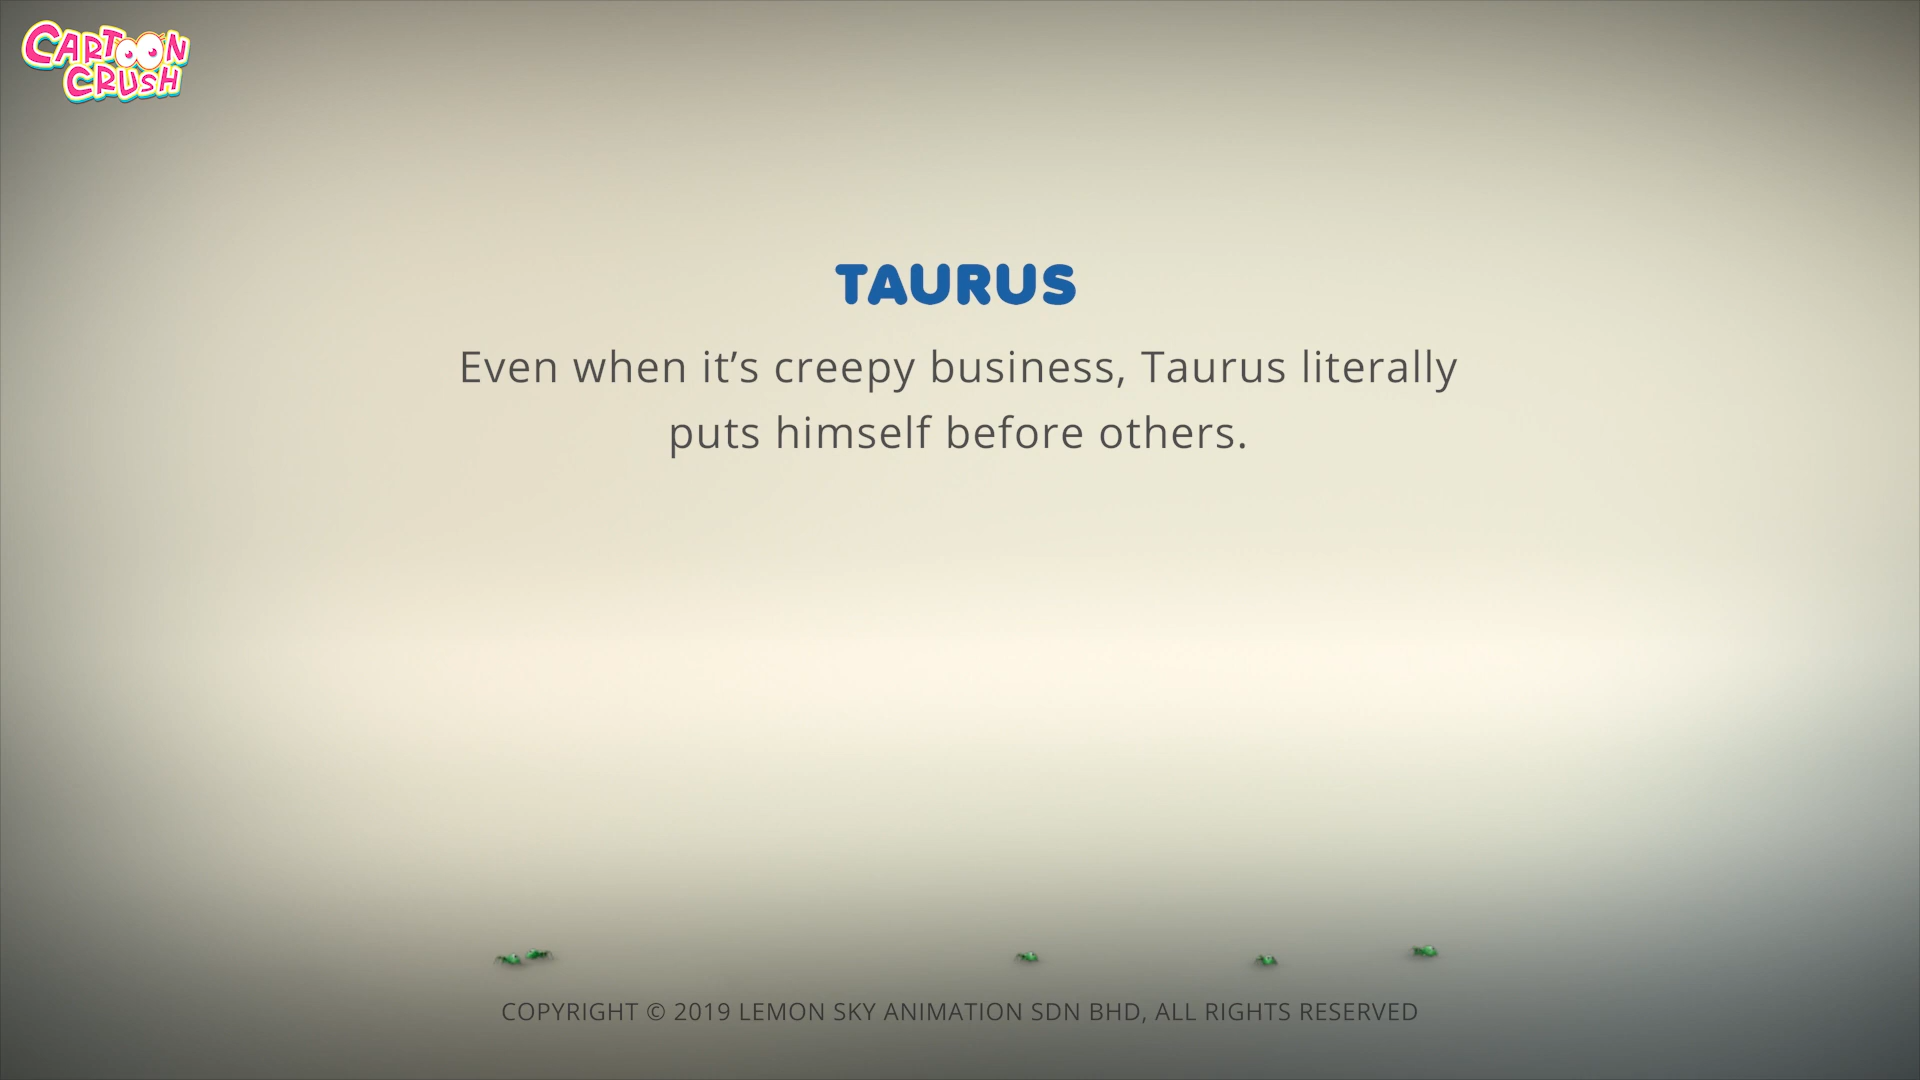 CARTOON
CRUSH
TAURUS
Even when it’s creepy business, Taurus literally
puts himself before others.
COPYRIGHT © 2019 LEMON SKY ANIMATION SDN BHD, ALL RIGHTS RESERVED